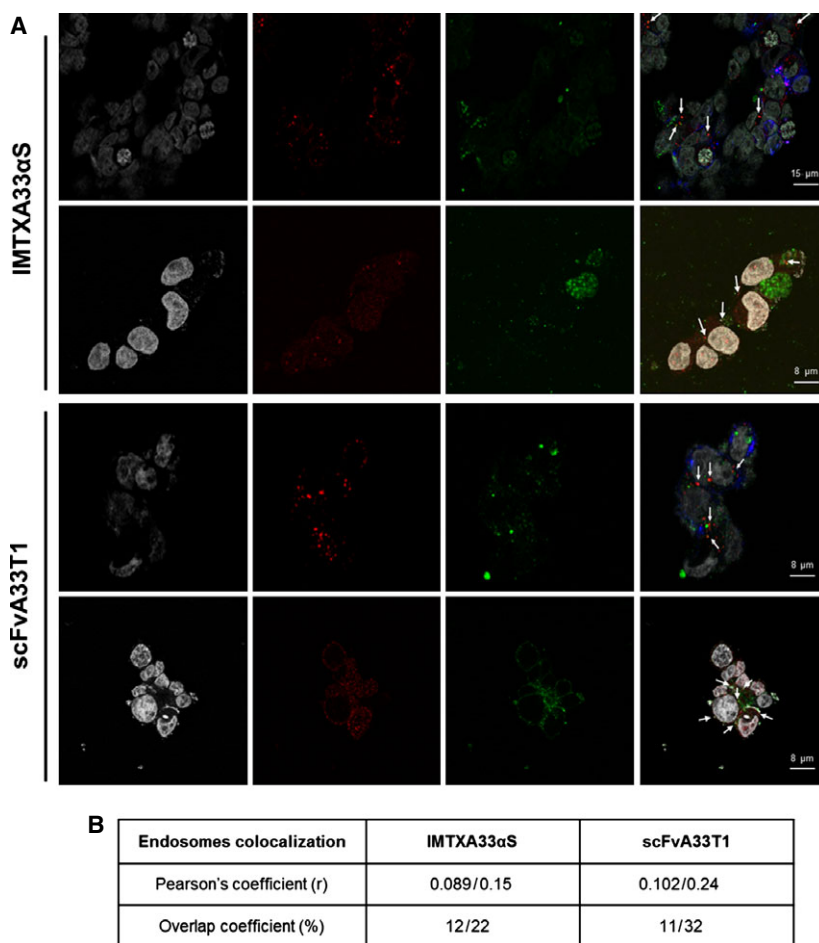 A
IMTXA33αS
15 μm
8 μm
scFvA33T1
8 μm
8 μm
B
Endosomes colocalization IMTXA33αS scFvA33T1
Pearson's coefficient (r) 0.089/0.15 0.102/0.24
Overlap coefficient (%) 12/22 11/32